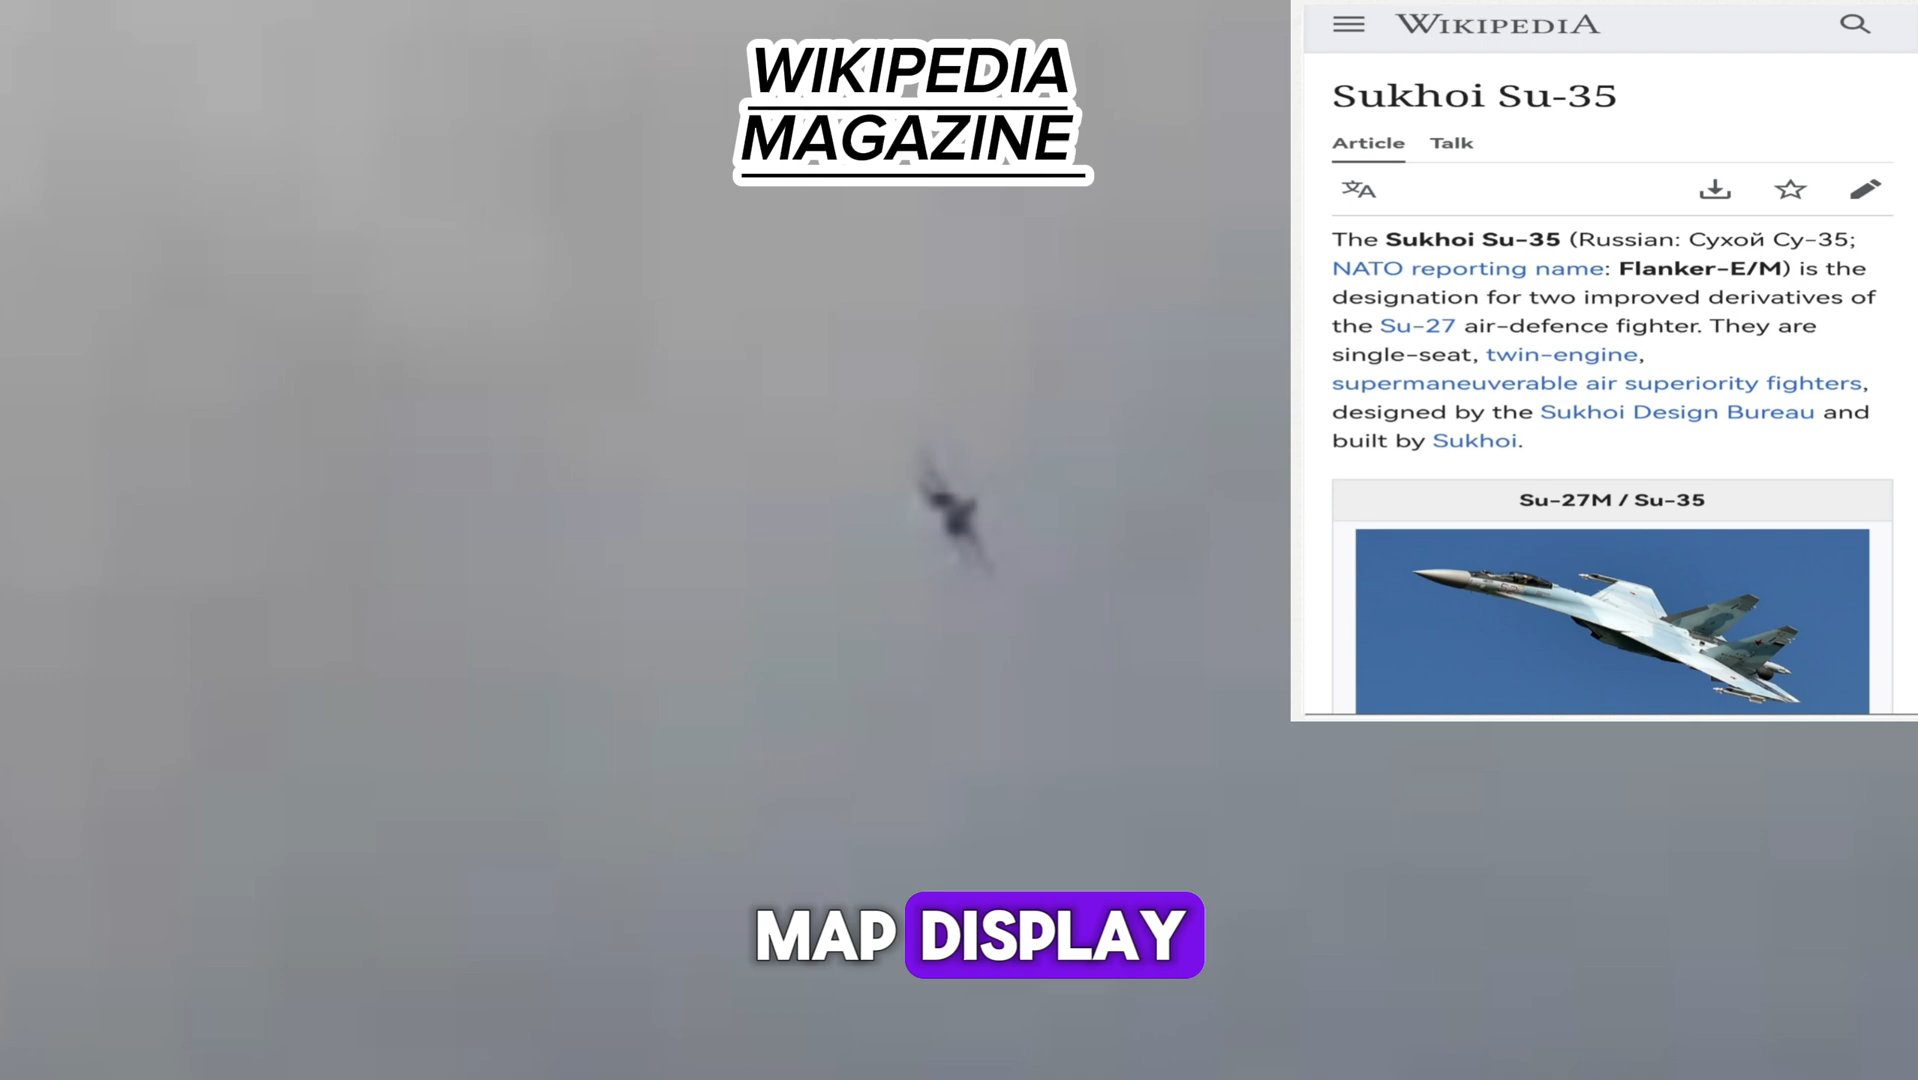 WIKIPEDIA
MAGAZINE
WIKIPEDIA
Sukhoi Su-35
Article Talk
The Sukhoi Su-35 (Russian: Сухой Су-35;
NATO reporting name: Flanker-E/M) is the
designation for two improved derivatives of
the Su-27 air-defence fighter. They are
single-seat, twin-engine,
supermaneuverable air superiority fighters,
designed by the Sukhoi Design Bureau and
built by Sukhoi.
Su-27M / Su-35
MAP DISPLAY